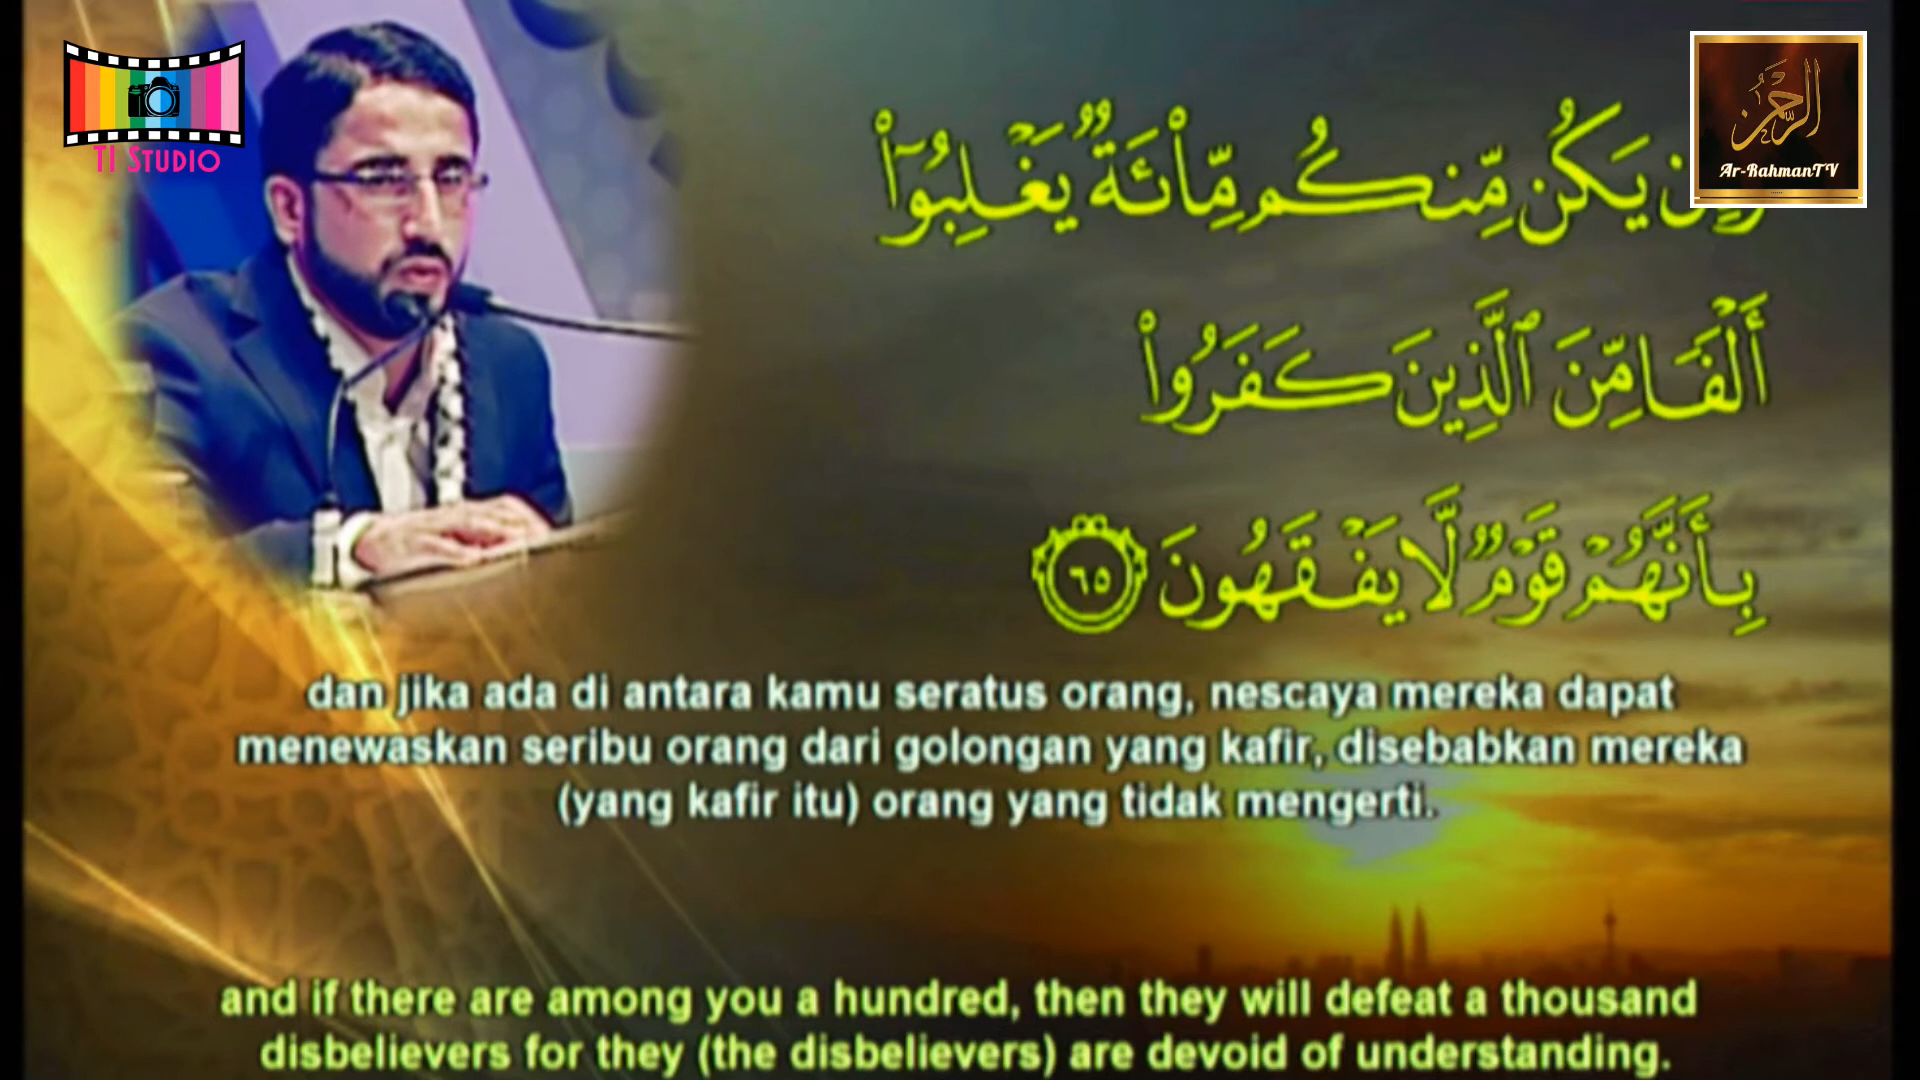 TI STUDIO
الرحمن
Ar-RahmanTV
يَكُن مِّنكُم مِّاْئَةٌ يَغْلِبُوٓاْ
أَلْفًا مِّنَ ٱلَّذِينَ كَفَرُواْ
بِأَنَّهُمْ قَوْمٌ لَّا يَفْقَهُونَ ٦٥
dan jika ada di antara kamu seratus orang, nescaya mereka dapat
menewaskan seribu orang dari golongan yang kafir, disebabkan mereka
(yang kafir itu) orang yang tidak mengerti.
and if there are among you a hundred, then they will defeat a thousand
disbelievers for they (the disbelievers) are devoid of understanding.